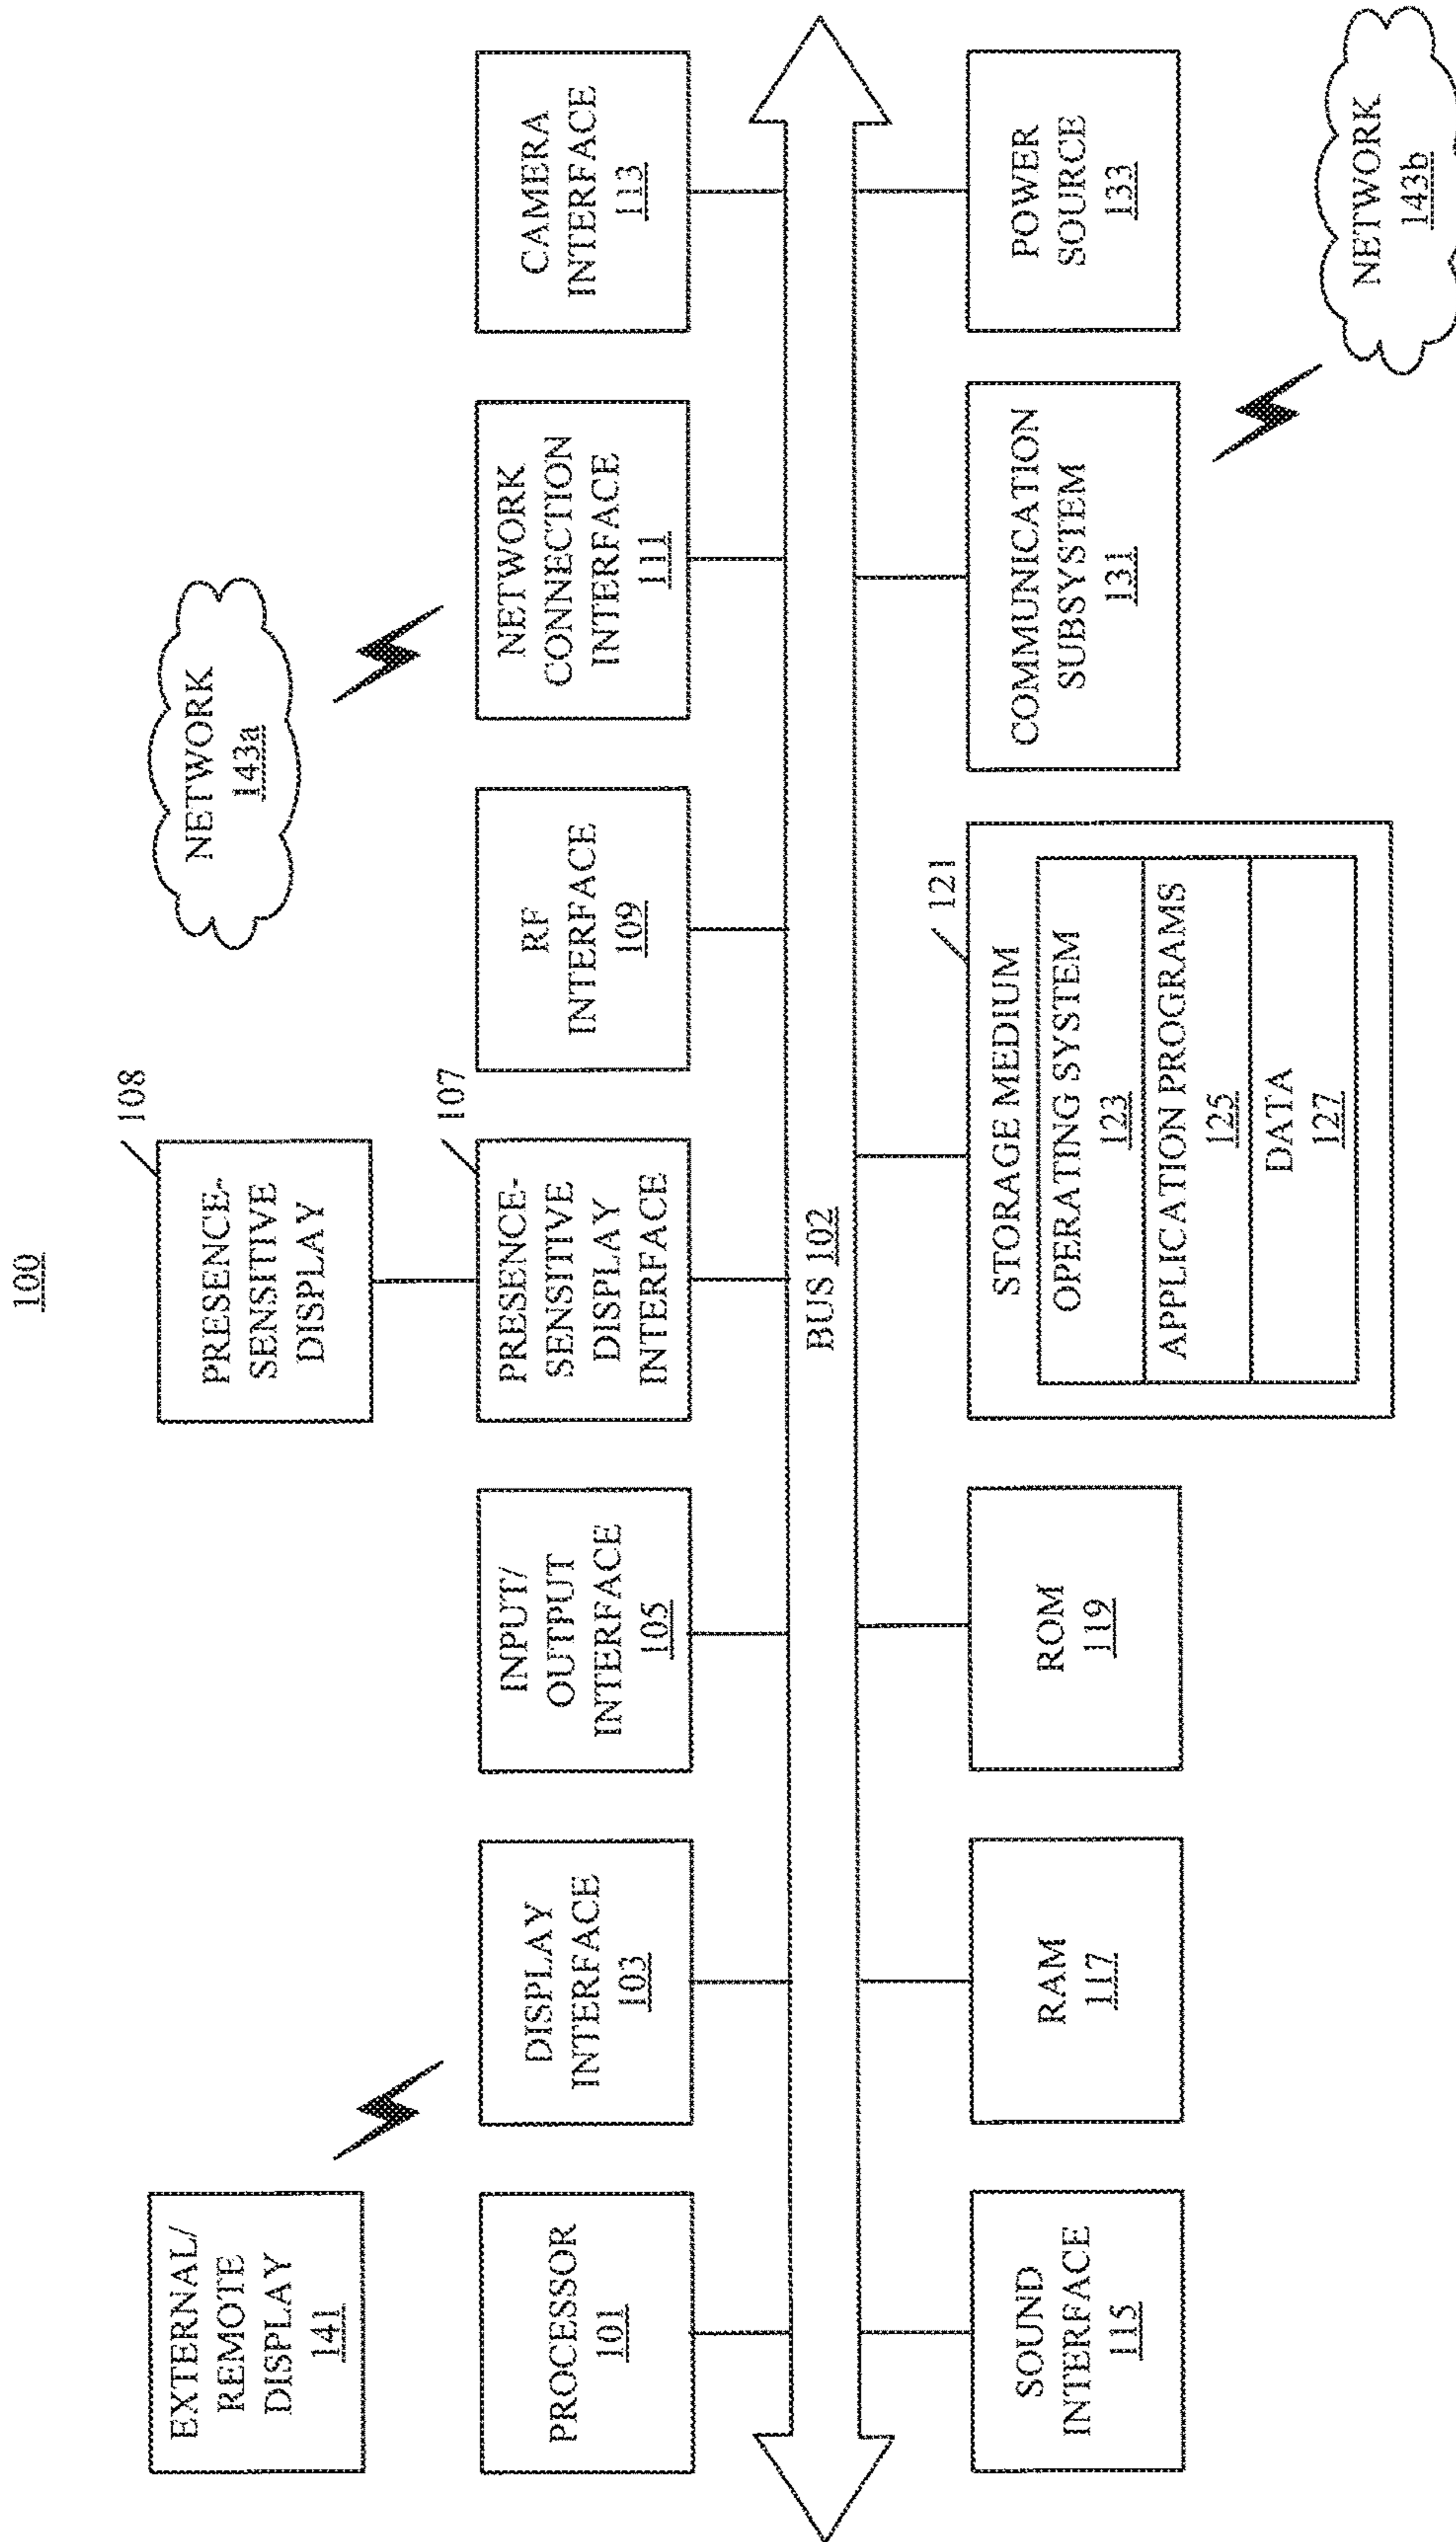 100
EXTERNAL/
REMOTE
DISPLAY
141
PRESENCE-
SENSITIVE
DISPLAY
108
NETWORK
143a
PROCESSOR
101
DISPLAY
INTERFACE
103
INPUT/
OUTPUT
INTERFACE
105
PRESENCE-
SENSITIVE
DISPLAY
INTERFACE
107
RF
INTERFACE
109
NETWORK
CONNECTION
INTERFACE
111
CAMERA
INTERFACE
113
BUS 102
SOUND
INTERFACE
115
RAM
117
ROM
119
STORAGE MEDIUM
121
OPERATING SYSTEM
123
APPLICATION PROGRAMS
125
DATA
127
COMMUNICATION
SUBSYSTEM
131
POWER
SOURCE
133
NETWORK
143b